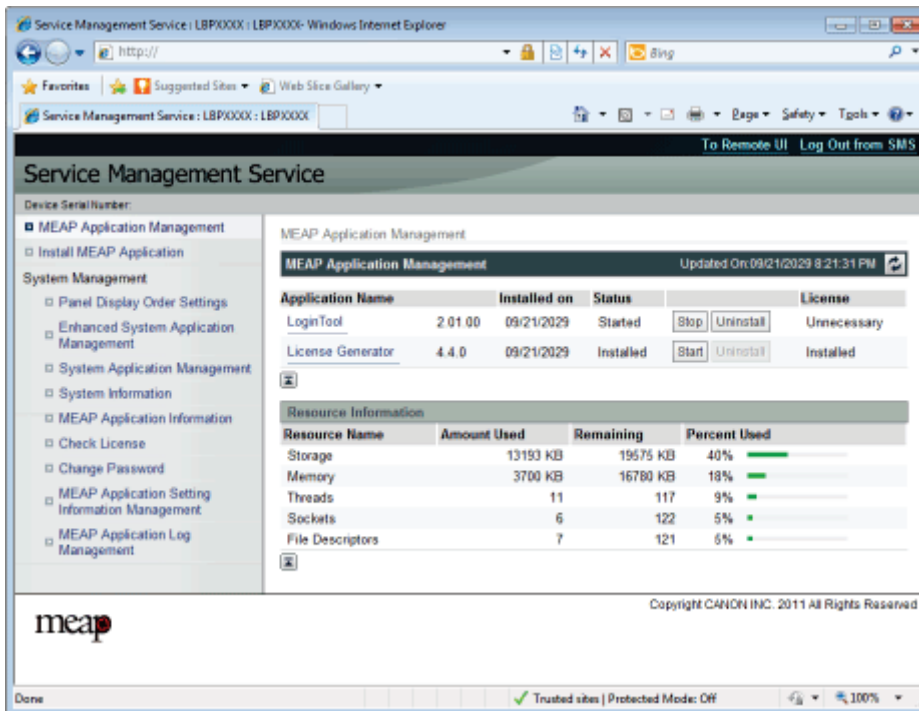 Service Management Service : LBPXXXX : LBPXXXX- Windows Internet Explorer
http://
Bing
Favorites Suggested Sites Web Slice Gallery
Service Management Service : LBPXXXX : LBPXXXX
Page Safety Tools
To Remote UI Log Out from SMS
Service Management Service
Device Serial Number:
MEAP Application Management
Install MEAP Application
System Management
Panel Display Order Settings
Enhanced System Application
Management
System Application Management
System Information
MEAP Application Information
Check License
Change Password
MEAP Application Setting
Information Management
MEAP Application Log
Management
MEAP Application Management
MEAP Application Management Updated On:09/21/2029 8:21:31 PM
Application Name Installed on Status License
LoginTool 2.01.00 09/21/2029 Started Stop Uninstall Unnecessary
License Generator 4.4.0 09/21/2029 Installed Start Uninstall Installed
Resource Information
Resource Name Amount Used Remaining Percent Used
Storage 13193 KB 19575 KB 40%
Memory 3700 KB 16780 KB 18%
Threads 11 117 9%
Sockets 6 122 5%
File Descriptors 7 121 6%
Copyright CANON INC. 2011 All Rights Reserved
meap
Done Trusted sites | Protected Mode: Off 100%